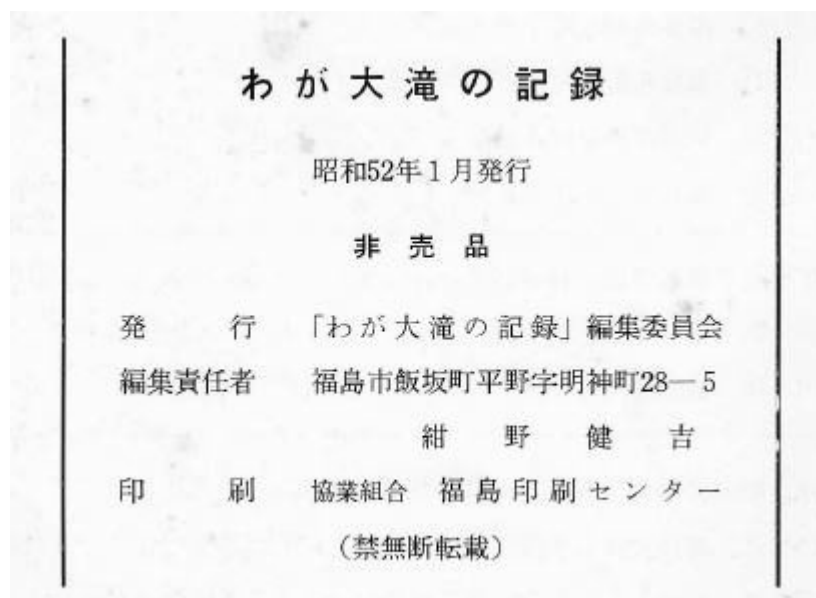 わが大滝の記録
昭和52年1月発行
非売品
発行 「わが大滝の記録」編集委員会
編集責任者 福島市飯坂町平野字明神町28―5
紺野健吉
印刷 協業組合 福島印刷センター
(禁無断転載)